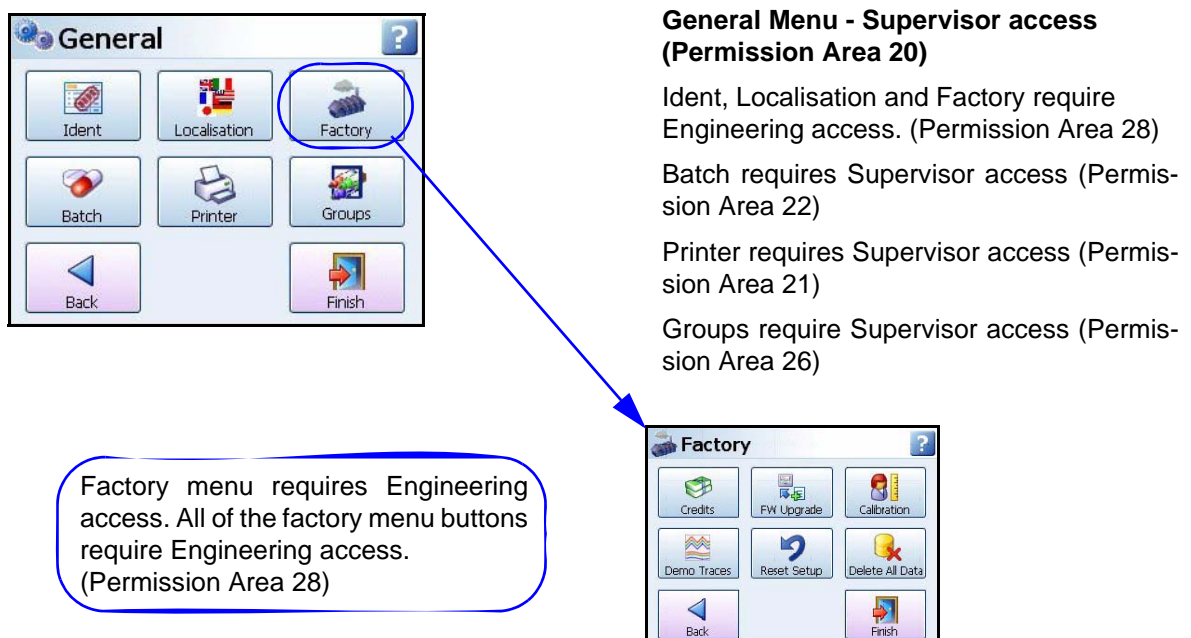 General
?
Ident
Localisation
Factory
Batch
Printer
Groups
Back
Finish
General Menu - Supervisor access
(Permission Area 20)
Ident, Localisation and Factory require
Engineering access. (Permission Area 28)
Batch requires Supervisor access (Permis-
sion Area 22)
Printer requires Supervisor access (Permis-
sion Area 21)
Groups require Supervisor access (Permis-
sion Area 26)
Factory menu requires Engineering
access. All of the factory menu buttons
require Engineering access.
(Permission Area 28)
Factory
?
Credits
FW Upgrade
Calibration
Demo Traces
Reset Setup
Delete All Data
Back
Finish